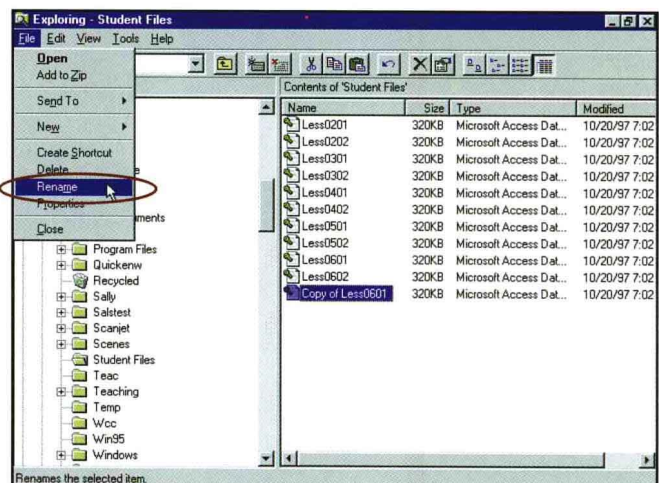 Exploring - Student Files
File Edit View Tools Help
Open
Add to Zip
Send To
New
Create Shortcut
Delete
Rename
Properties
Close
Program Files
Quickenw
Recycled
Sally
Salstest
Scanjet
Scenes
Student Files
Teac
Teaching
Temp
Wcc
Win95
Windows
Contents of 'Student Files'
Name Size Type Modified
Less0201 320KB Microsoft Access Dat... 10/20/97 7:02
Less0202 320KB Microsoft Access Dat... 10/20/97 7:02
Less0301 320KB Microsoft Access Dat... 10/20/97 7:02
Less0302 320KB Microsoft Access Dat... 10/20/97 7:02
Less0401 320KB Microsoft Access Dat... 10/20/97 7:02
Less0402 320KB Microsoft Access Dat... 10/20/97 7:02
Less0501 320KB Microsoft Access Dat... 10/20/97 7:02
Less0502 320KB Microsoft Access Dat... 10/20/97 7:02
Less0601 320KB Microsoft Access Dat... 10/20/97 7:02
Less0602 320KB Microsoft Access Dat... 10/20/97 7:02
Copy of Less0601 320KB Microsoft Access Dat... 10/20/97 7:02
Renames the selected item.